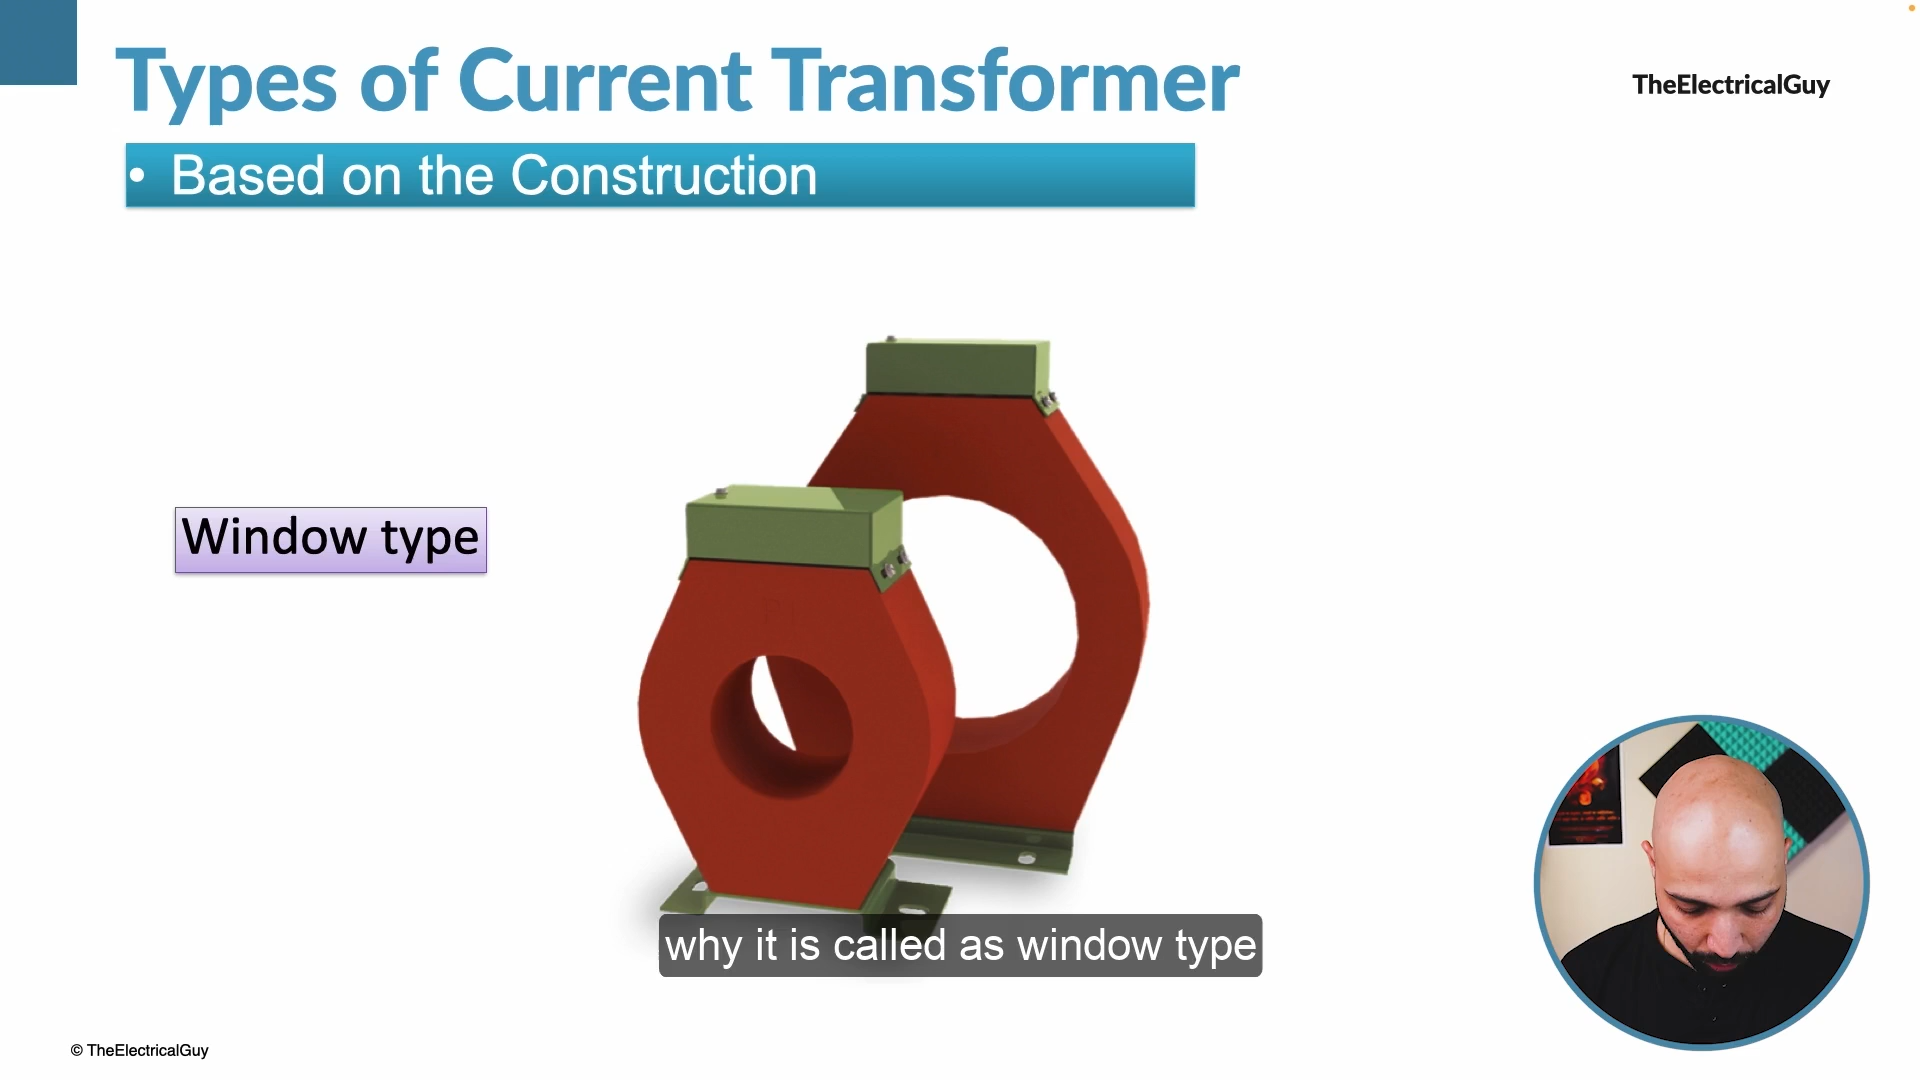 Types of Current Transformer
TheElectricalGuy
• Based on the Construction
Window type
why it is called as window type
© TheElectricalGuy